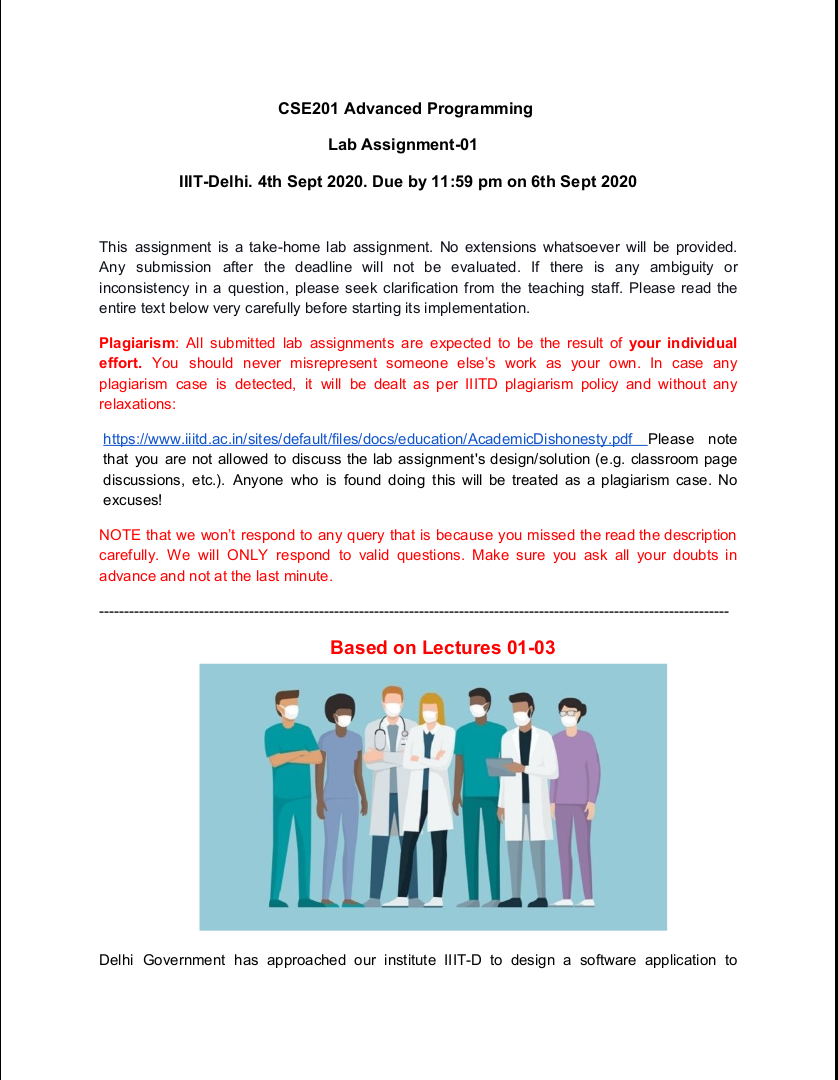 CSE201 Advanced Programming
Lab Assignment-01
IIIT-Delhi. 4th Sept 2020. Due by 11:59 pm on 6th Sept 2020
This assignment is a take-home lab assignment. No extensions whatsoever will be provided.
Any submission after the deadline will not be evaluated. If there is any ambiguity or
inconsistency in a question, please seek clarification from the teaching staff. Please read the
entire text below very carefully before starting its implementation.
Plagiarism: All submitted lab assignments are expected to be the result of your individual
effort. You should never misrepresent someone else's work as your own. In case any
plagiarism case is detected, it will be dealt as per IIITD plagiarism policy and without any
relaxations:
https://www.iiitd.ac.in/sites/default/files/docs/education/AcademicDishonesty.pdf Please note
that you are not allowed to discuss the lab assignment's design/solution (e.g. classroom page
discussions, etc.). Anyone who is found doing this will be treated as a plagiarism case. No
excuses!
NOTE that we won't respond to any query that is because you missed the read the description
carefully. We will ONLY respond to valid questions. Make sure you ask all your doubts in
advance and not at the last minute.
------------------------------------------------------------------------------------------------------------------------------
Based on Lectures 01-03
Delhi Government has approached our institute IIIT-D to design a software application to